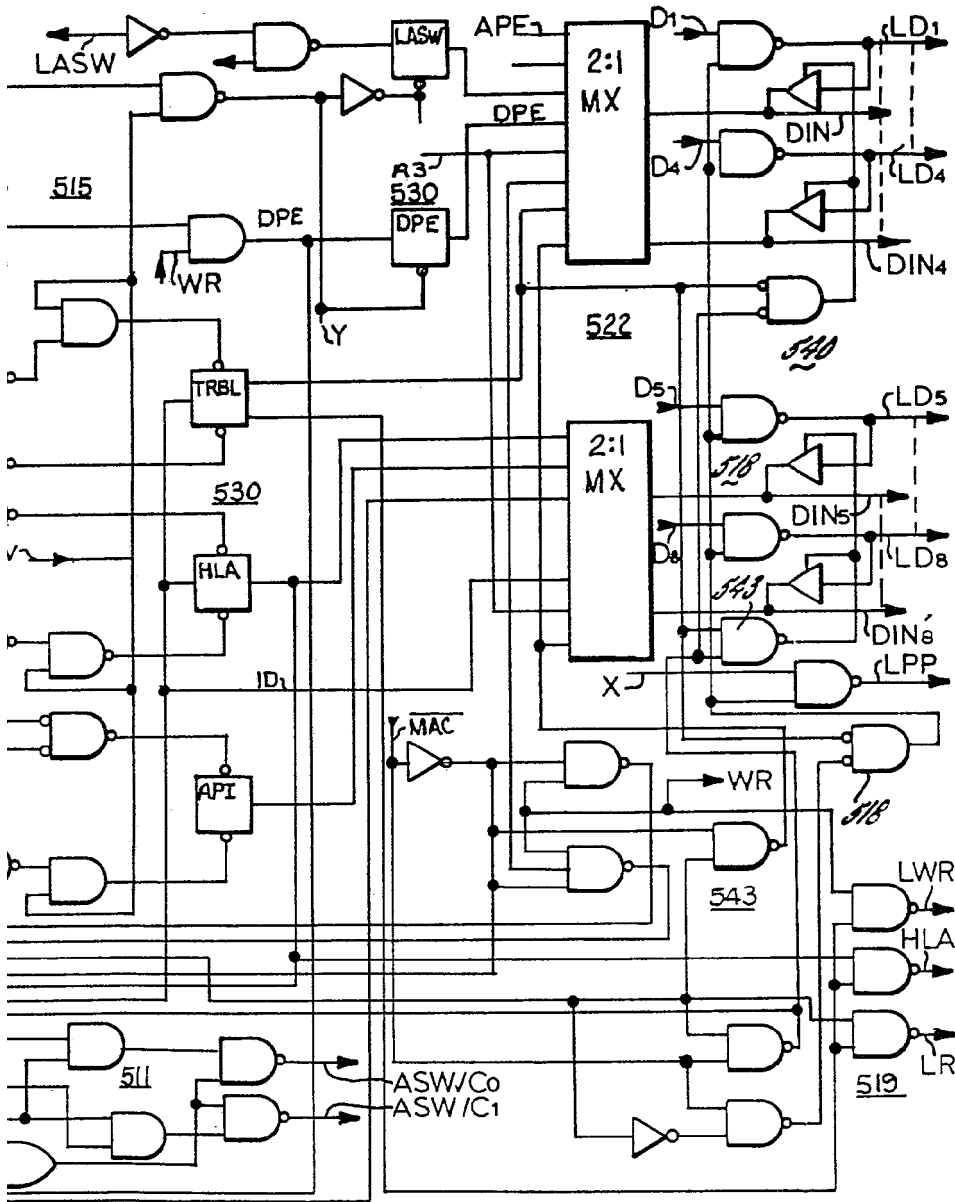 APE
D1
LD1
LASW
LASW
2:1
MX
DPE
DIN
D4
LD4
515
R3
530
DPE
DPE
WR
DIN4
Y
522
540
TRBL
D5
LD5
2:1
MX
518
530
DIN5
V
D8
LD8
HLA
543
DIN8
ID
X
LPP
MAC
API
WR
518
543
LWR
HLA
511
ASW/C0
ASW/C1
519
LR